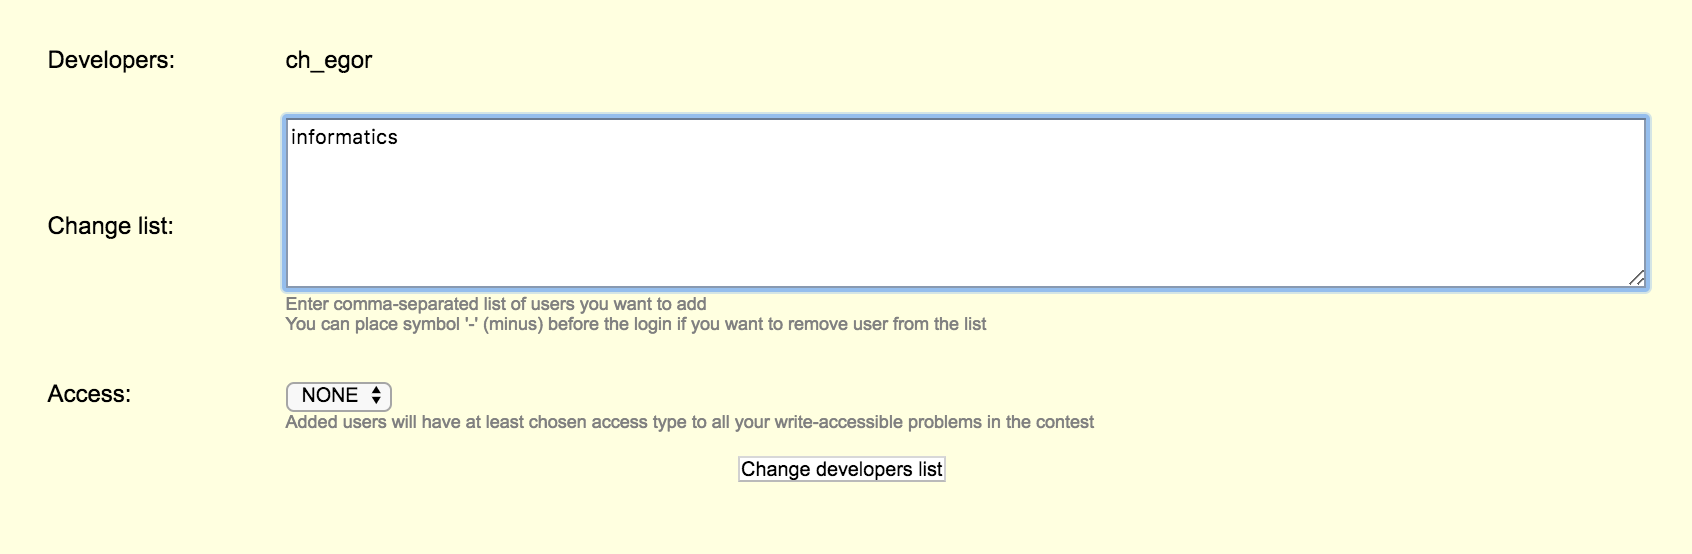 Developers: ch_egor
informatics
Change list:
Enter comma-separated list of users you want to add
You can place symbol '-' (minus) before the login if you want to remove user from the list
Access: NONE
Added users will have at least chosen access type to all your write-accessible problems in the contest
Change developers list